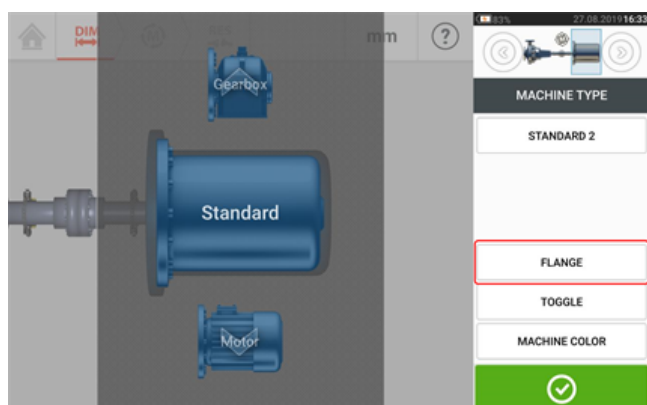 DIM
mm
?
83%
27.08.2019 16:33
Gearbox
Standard
Motor
M
MACHINE TYPE
STANDARD 2
FLANGE
TOGGLE
MACHINE COLOR